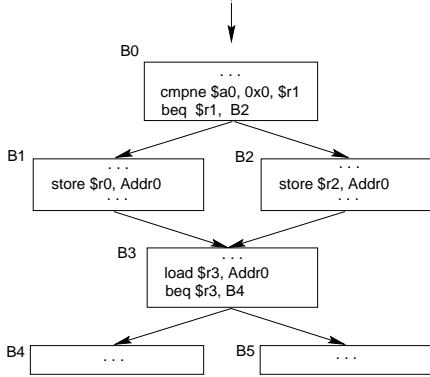 B0
. . .
cmpne $a0, 0x0, $r1
beq $r1, B2
B1
. . .
store $r0, Addr0
. . .
B2
. . .
store $r2, Addr0
. . .
B3
. . .
load $r3, Addr0
beq $r3, B4
B4
. . .
B5
. . .